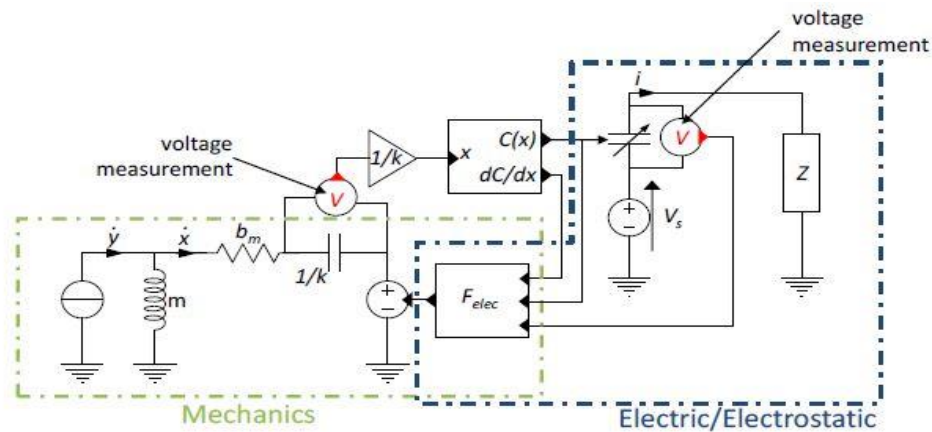 voltage
measurement
i
V
Z
+
-
V_s
voltage
measurement
V
1/k
x
C(x)
dC/dx
ẏ
ẋ
b_m
1/k
m
+
-
F_elec
Mechanics
Electric/Electrostatic